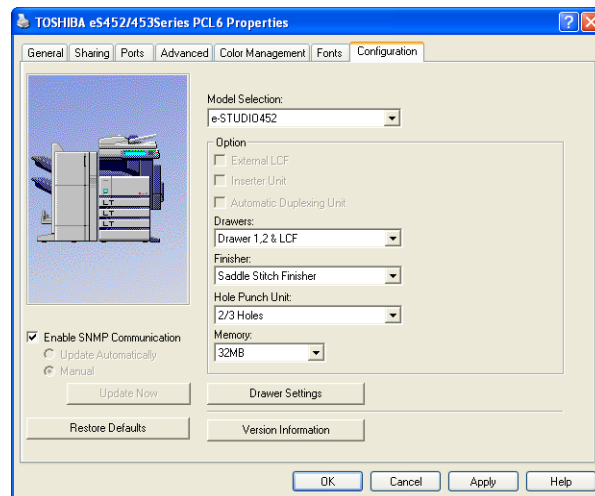 TOSHIBA eS452/453Series PCL6 Properties
General Sharing Ports Advanced Color Management Fonts Configuration
Model Selection:
e-STUDIO452
Option
External LCF
Inserter Unit
Automatic Duplexing Unit
Drawers:
Drawer 1,2 & LCF
Finisher:
Saddle Stitch Finisher
Hole Punch Unit:
2/3 Holes
Memory:
32MB
LT
LT
LT
Enable SNMP Communication
Update Automatically
Manual
Update Now
Drawer Settings
Restore Defaults
Version Information
OK Cancel Apply Help